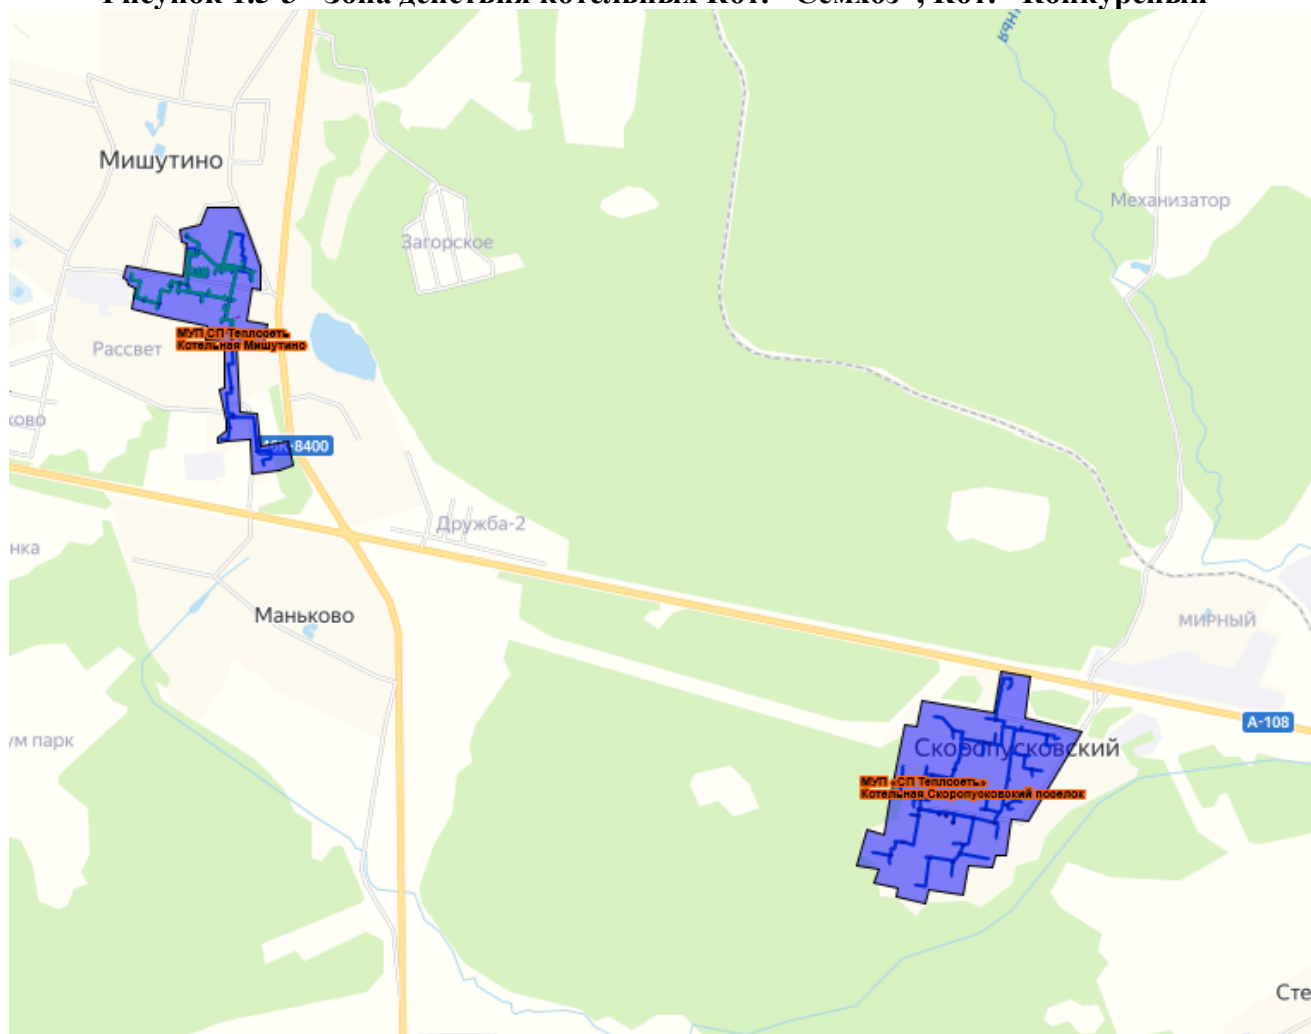 Мишутино
Механизатор
Загорское
МУП СП Теплосеть
Котельная Мишутино
Рассвет
ково
8400
Дружба-2
нка
Маньково
МИРНЫЙ
А-108
ум парк
Скоропусковский
МУП «СП Теплосеть»
Котельная Скоропусковский поселок
Сте